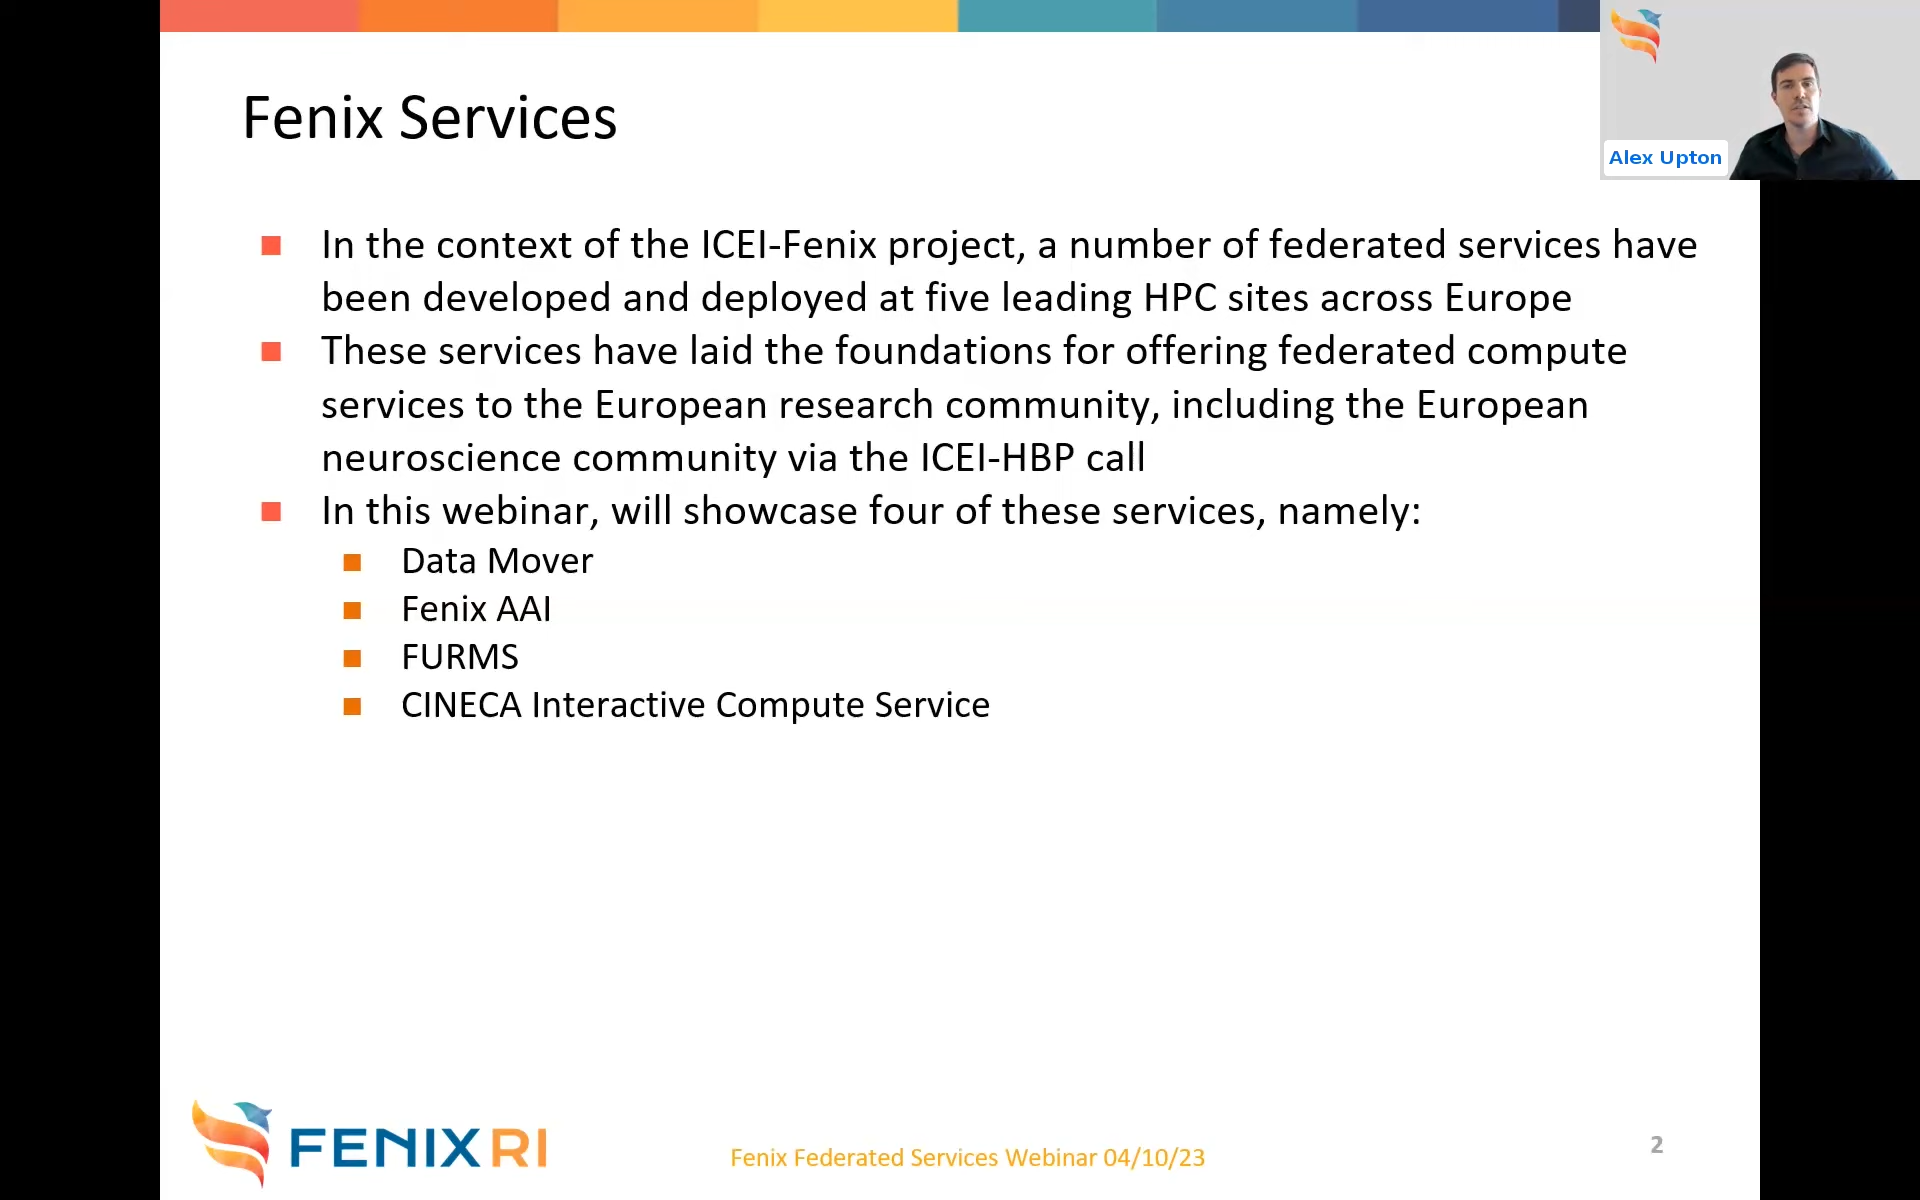 Fenix Services
Alex Upton
In the context of the ICEI-Fenix project, a number of federated services have
been developed and deployed at five leading HPC sites across Europe
These services have laid the foundations for offering federated compute
services to the European research community, including the European
neuroscience community via the ICEI-HBP call
In this webinar, will showcase four of these services, namely:
Data Mover
Fenix AAI
FURMS
CINECA Interactive Compute Service
FENIX RI
Fenix Federated Services Webinar 04/10/23
2